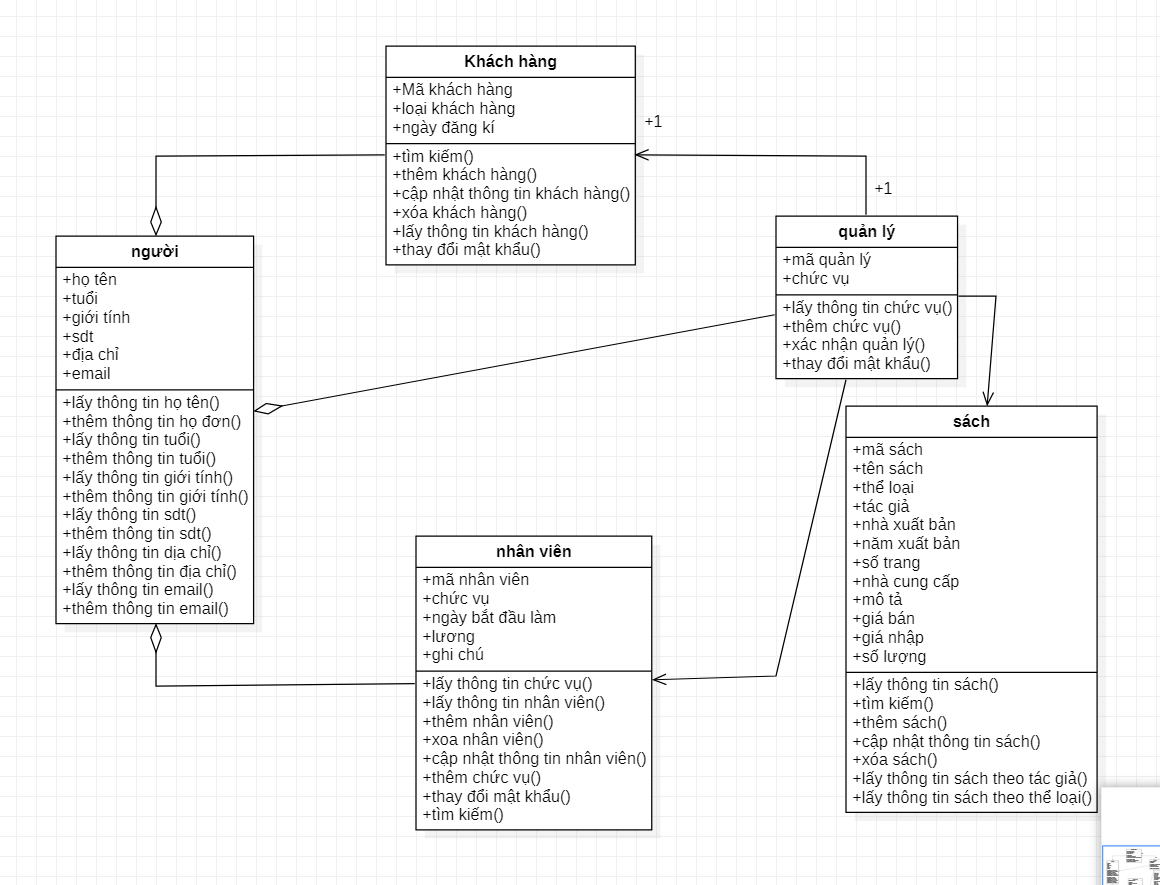 Khách hàng
+Mã khách hàng
+loại khách hàng
+ngày đăng kí
+tìm kiếm()
+thêm khách hàng()
+cập nhật thông tin khách hàng()
+xóa khách hàng()
+lấy thông tin khách hàng()
+thay đổi mật khẩu()
+1
+1
quản lý
+mã quản lý
+chức vụ
+lấy thông tin chức vụ()
+thêm chức vụ()
+xác nhận quản lý()
+thay đổi mật khẩu()
người
+họ tên
+tuổi
+giới tính
+sdt
+địa chỉ
+email
+lấy thông tin họ tên()
+thêm thông tin họ đơn()
+lấy thông tin tuổi()
+thêm thông tin tuổi()
+lấy thông tin giới tính()
+thêm thông tin giới tính()
+lấy thông tin sdt()
+thêm thông tin sdt()
+lấy thông tin dịa chỉ()
+thêm thông tin địa chỉ()
+lấy thông tin email()
+thêm thông tin email()
sách
+mã sách
+tên sách
+thể loại
+tác giả
+nhà xuất bản
+năm xuất bản
+số trang
+nhà cung cấp
+mô tả
+giá bán
+giá nhập
+số lượng
+lấy thông tin sách()
+tìm kiếm()
+thêm sách()
+cập nhật thông tin sách()
+xóa sách()
+lấy thông tin sách theo tác giả()
+lấy thông tin sách theo thể loại()
nhân viên
+mã nhân viên
+chức vụ
+ngày bắt đầu làm
+lương
+ghi chú
+lấy thông tin chức vụ()
+lấy thông tin nhân viên()
+thêm nhân viên()
+xoa nhân viên()
+cập nhật thông tin nhân viên()
+thêm chức vụ()
+thay đổi mật khẩu()
+tìm kiếm()